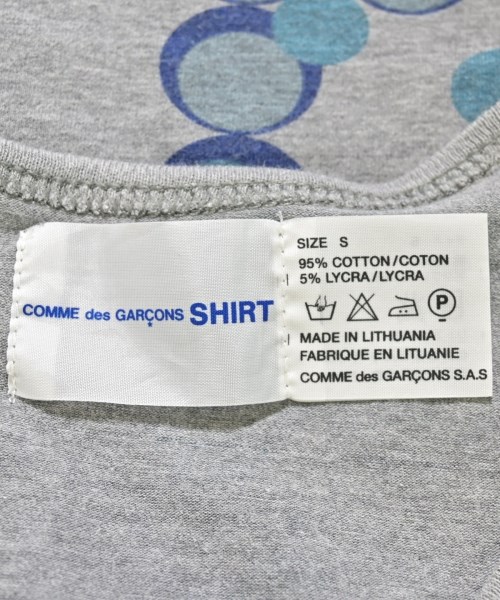 COMME des GARÇONS SHIRT
SIZE S
95% COTTON/COTON
5% LYCRA/LYCRA
P
MADE IN LITHUANIA
FABRIQUE EN LITUANIE
COMME des GARÇONS S.A.S